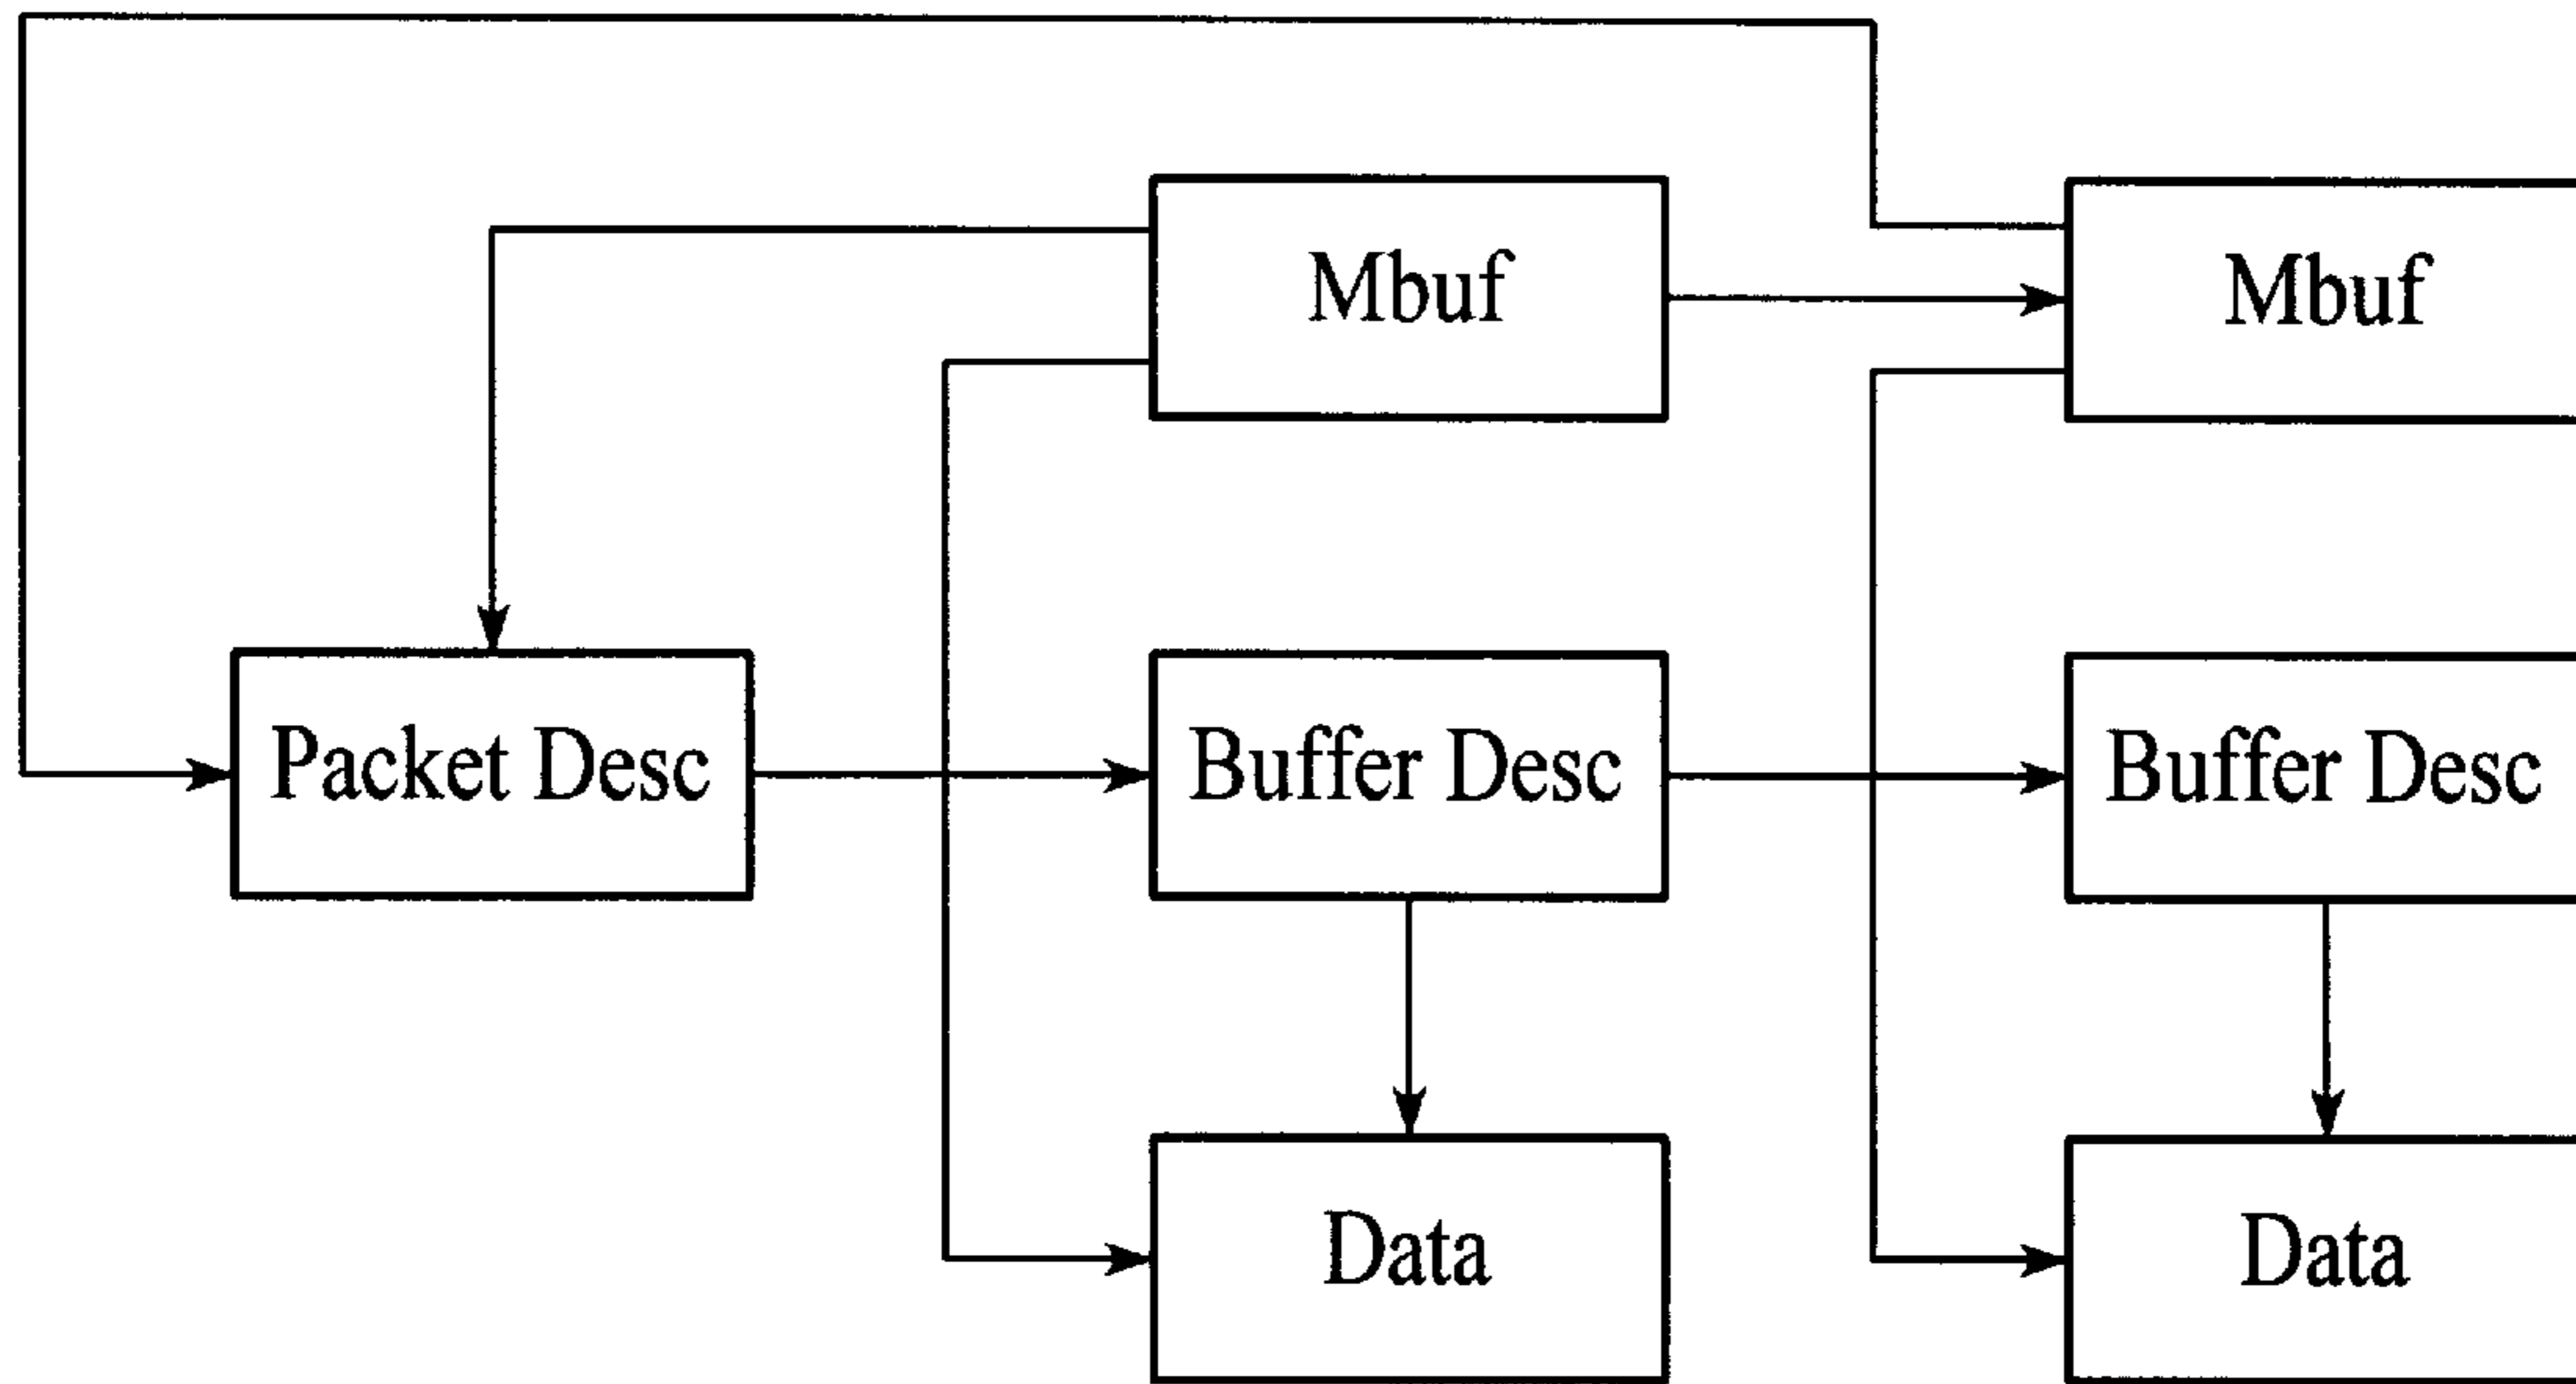 Mbuf
Mbuf
Packet Desc
Buffer Desc
Buffer Desc
Data
Data